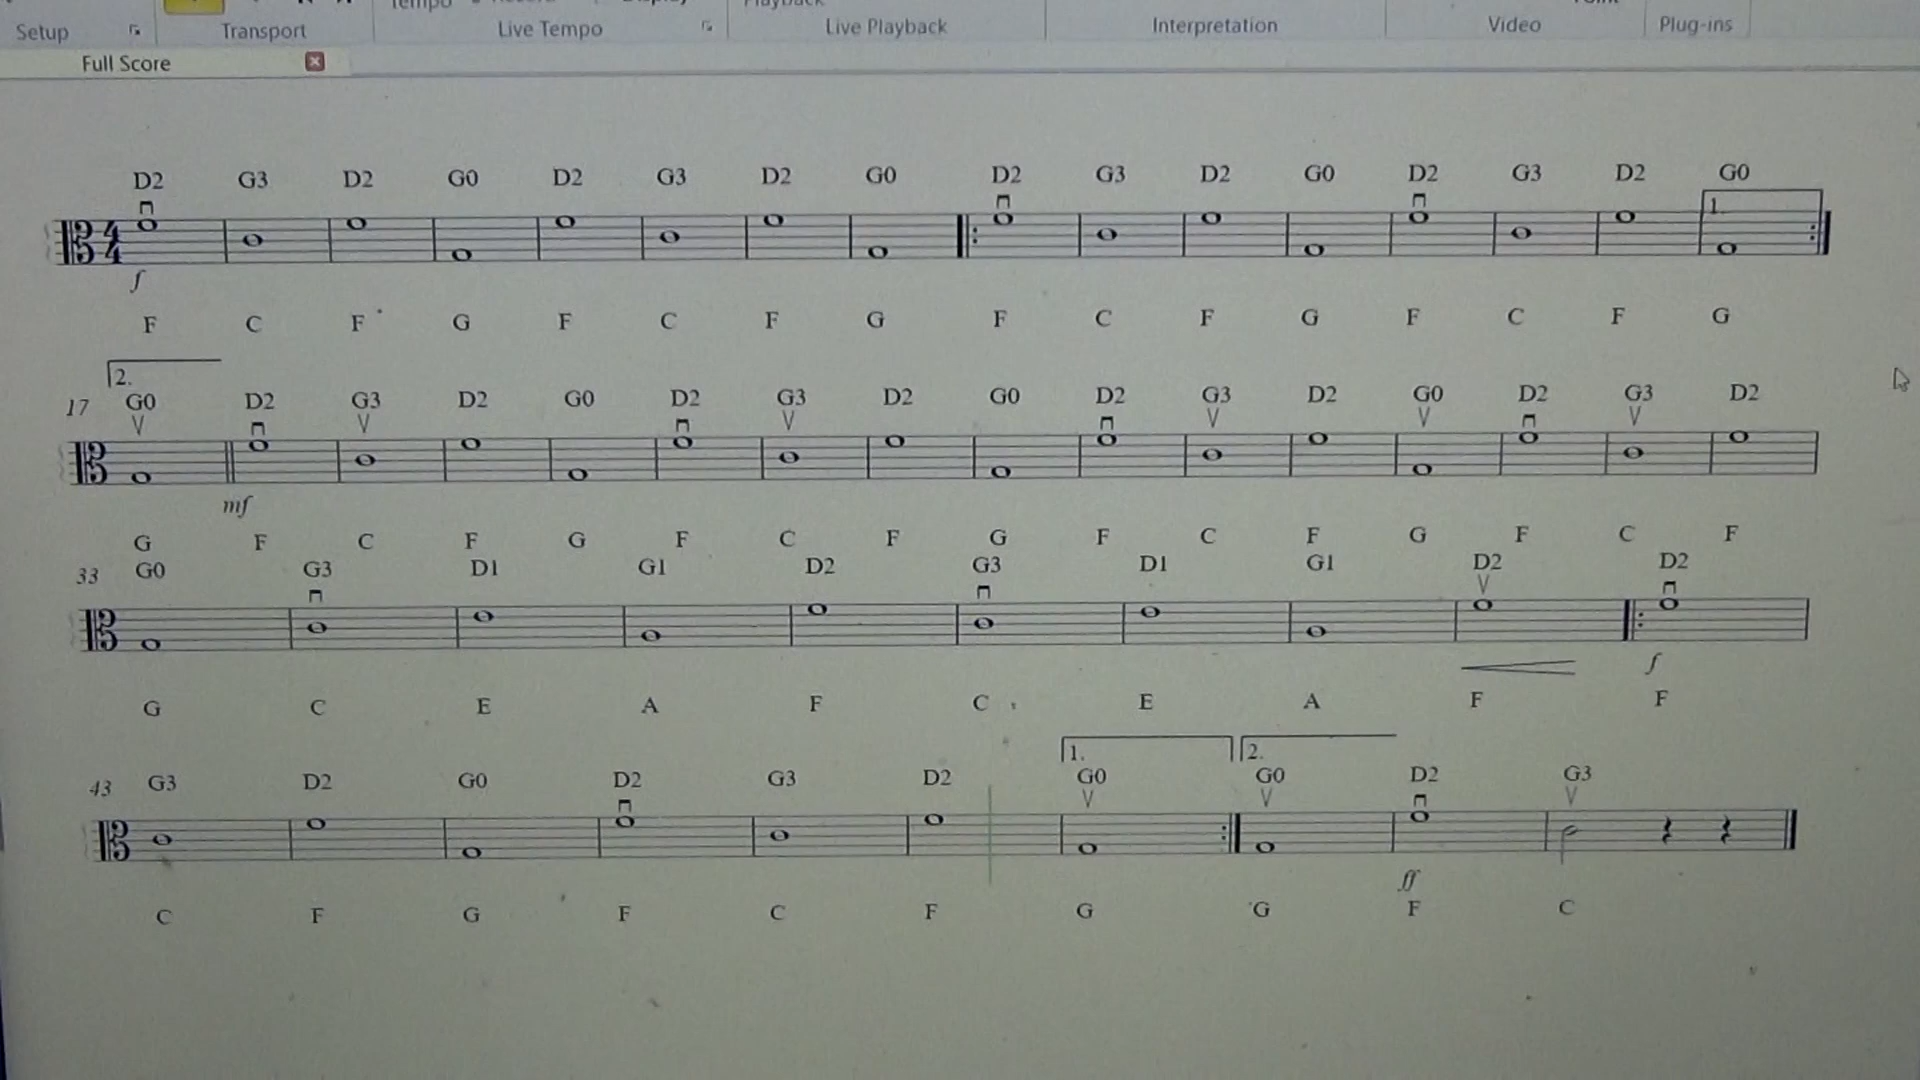 Setup Transport Live Tempo Live Playback Interpretation Video Plug-ins
Full Score
D2 G3 D2 G0 D2 G3 D2 G0 D2 G3 D2 G0 D2 G3 D2 G0
1.
4
4
f
F C F G F C F G F C F G F C F G
2.
17 G0 D2 G3 D2 G0 D2 G3 D2 G0 D2 G3 D2 G0 D2 G3 D2
mf
G F C F G F C F G F C F G F C F
33 G0 G3 D1 G1 D2 G3 D1 G1 D2 D2
f
G C E A F C E A F F
1. 2.
43 G3 D2 G0 D2 G3 D2 G0 G0 D2 G3
ff
C F G F C F G G F C